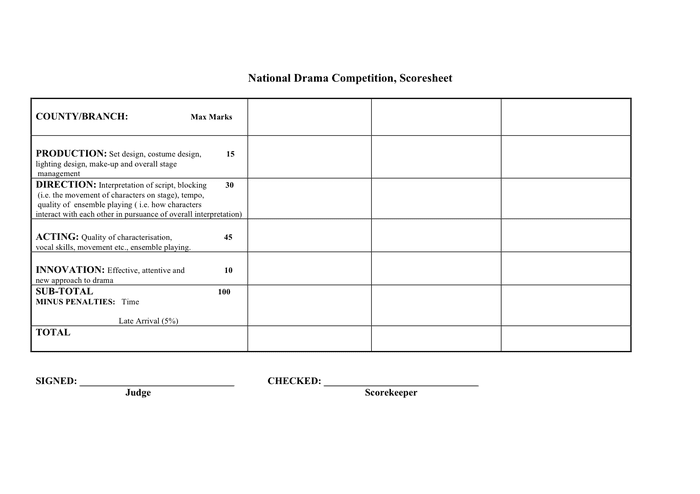 National Drama Competition, Scoresheet
COUNTY/BRANCH: Max Marks
PRODUCTION: Set design, costume design, 15
lighting design, make-up and overall stage
management
DIRECTION: Interpretation of script, blocking 30
(i.e. the movement of characters on stage), tempo,
quality of ensemble playing ( i.e. how characters
interact with each other in pursuance of overall interpretation)
ACTING: Quality of characterisation, 45
vocal skills, movement etc., ensemble playing.
INNOVATION: Effective, attentive and 10
new approach to drama
SUB-TOTAL 100
MINUS PENALTIES: Time
Late Arrival (5%)
TOTAL
SIGNED: ______________________________ CHECKED: ______________________________
Judge Scorekeeper